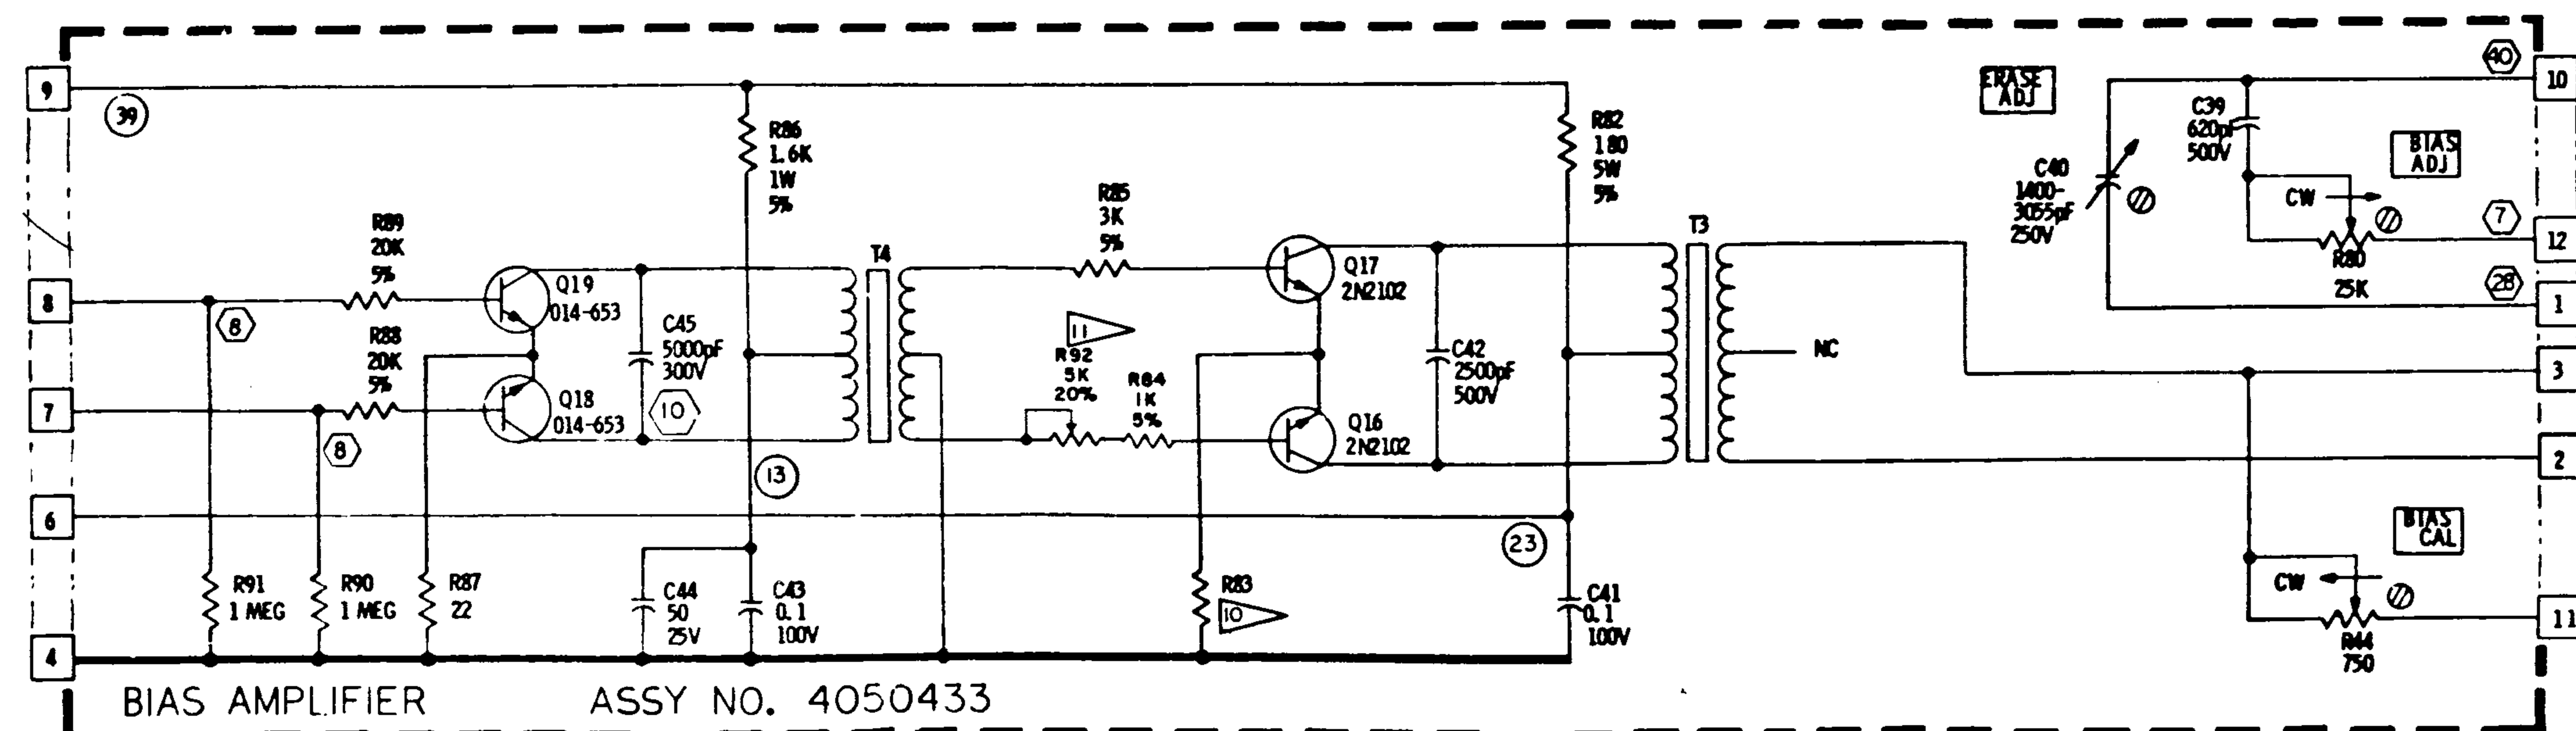 9
39
R86
1.6K
1W
5%
R82
180
5W
5%
ERASE
ADJ
40
10
C39
620pF
500V
BIAS
ADJ
C40
1400-
3055pF
250V
CW
7
12
R80
25K
28
1
R89
20K
5%
8
8
Q19
014-653
R88
20K
5%
7
8
Q18
014-653
C45
5000pF
300V
10
T4
R85
3K
5%
11
R92
5K
20%
R84
1K
5%
Q17
2N2102
Q16
2N2102
C42
2500pF
500V
T3
NC
3
2
13
6
23
BIAS
CAL
CW
R44
750
11
R91
1 MEG
R90
1 MEG
R87
22
C44
50
25V
C43
0.1
100V
R83
10
C41
0.1
100V
4
BIAS AMPLIFIER ASSY NO. 4050433